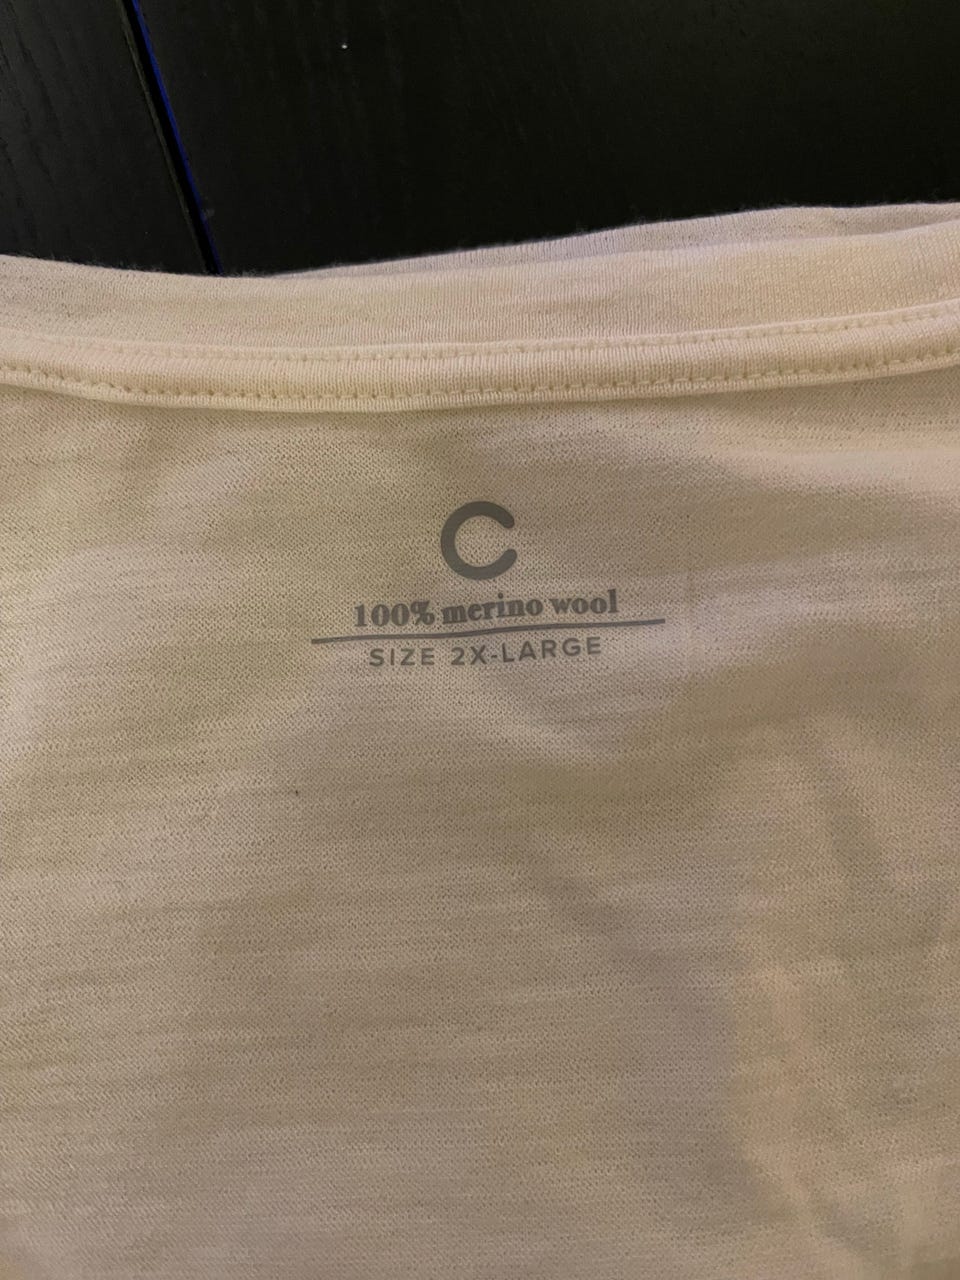 C
100% merino wool
SIZE 2X-LARGE